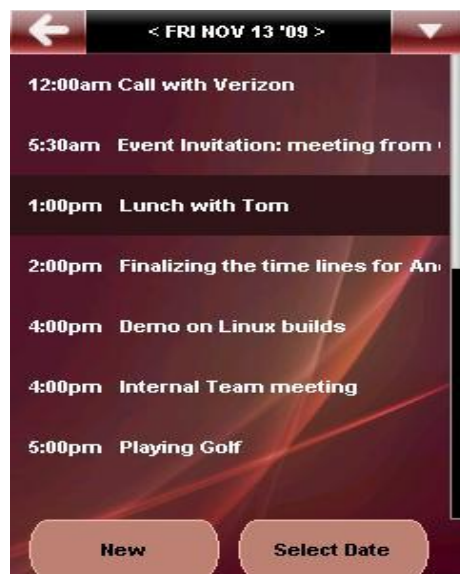 < FRI NOV 13 '09 >
12:00am Call with Verizon
5:30am Event Invitation: meeting from
1:00pm Lunch with Tom
2:00pm Finalizing the time lines for
4:00pm Demo on Linux builds
4:00pm Internal Team meeting
5:00pm Playing Golf
New Select Date